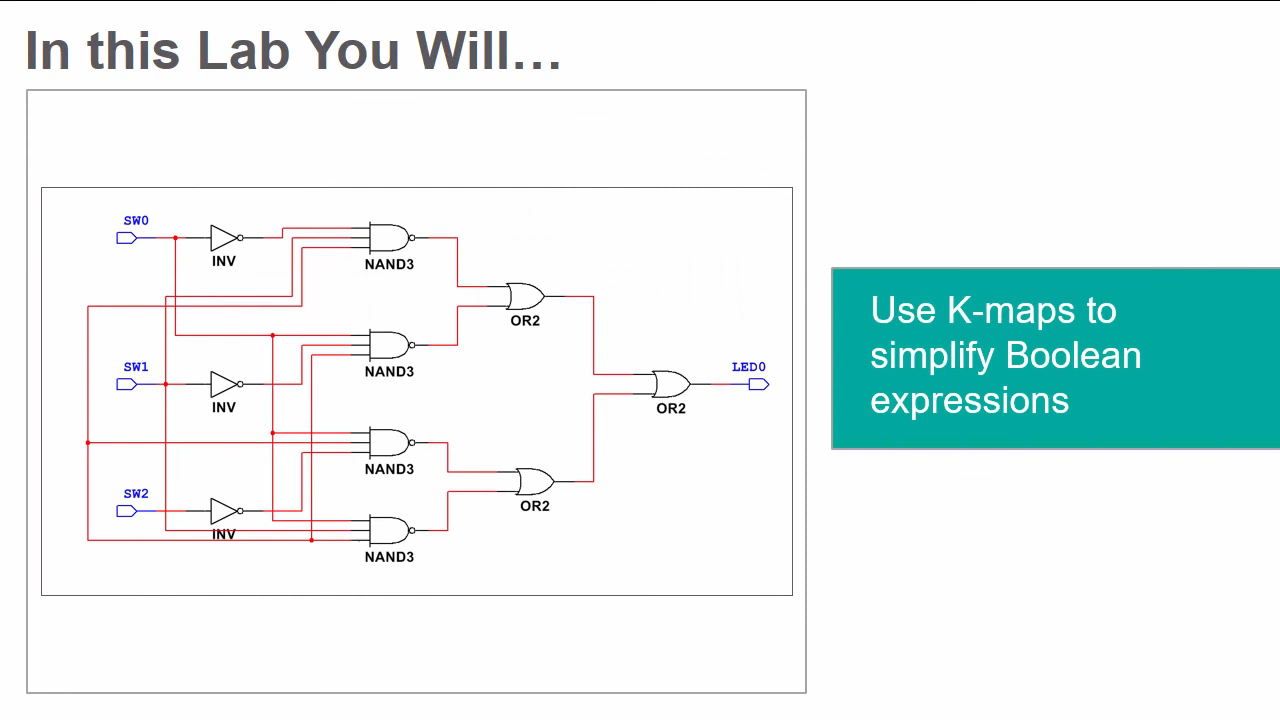 In this Lab You Will…
SW0
INV
NAND3
OR2
NAND3
SW1
INV
LED0
OR2
NAND3
SW2
INV
OR2
NAND3
Use K-maps to
simplify Boolean
expressions